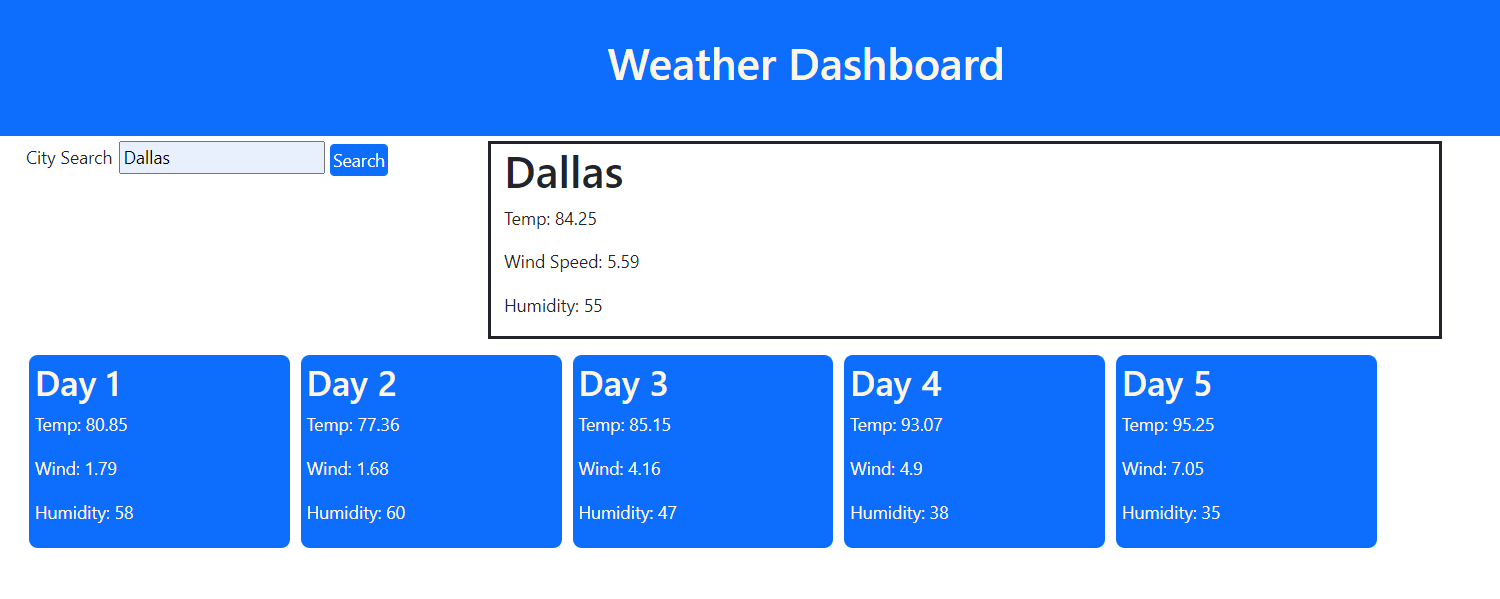 Weather Dashboard
City Search Dallas Search
Dallas
Temp: 84.25
Wind Speed: 5.59
Humidity: 55
Day 1
Temp: 80.85
Wind: 1.79
Humidity: 58
Day 2
Temp: 77.36
Wind: 1.68
Humidity: 60
Day 3
Temp: 85.15
Wind: 4.16
Humidity: 47
Day 4
Temp: 93.07
Wind: 4.9
Humidity: 38
Day 5
Temp: 95.25
Wind: 7.05
Humidity: 35